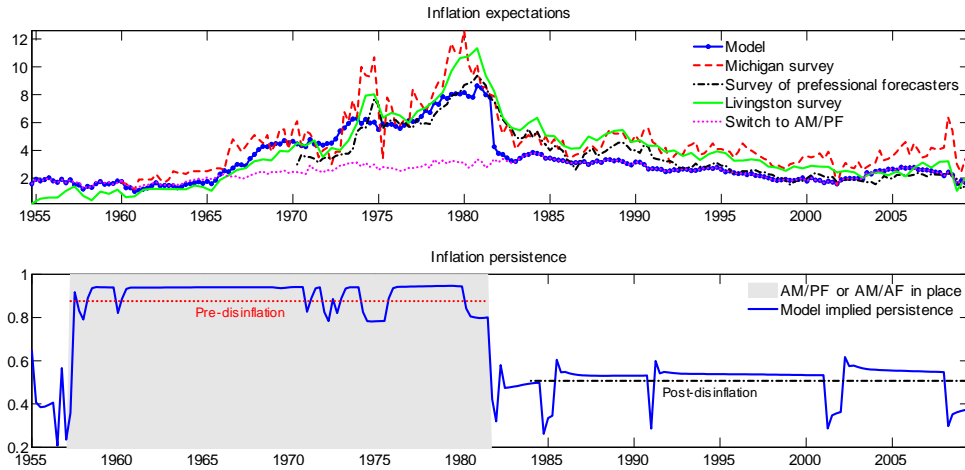 Inflation expectations
12
10
8
6
4
2
Model
Michigan survey
Survey of prefessional forecasters
Livingston survey
Switch to AM/PF
1955 1960 1965 1970 1975 1980 1985 1990 1995 2000 2005
Inflation persistence
1
0.8
0.6
0.4
0.2
Pre-disinflation
AM/PF or AM/AF in place
Model implied persistence
Post-disinflation
1955 1960 1965 1970 1975 1980 1985 1990 1995 2000 2005